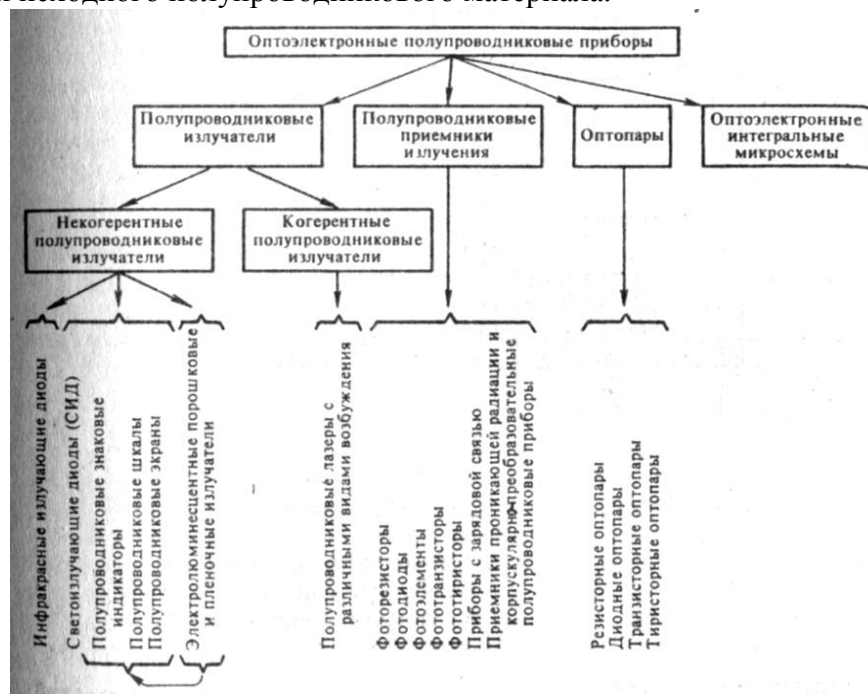 исходного полупроводникового материала.
Оптоэлектронные полупроводниковые приборы
Полупроводниковые
излучатели
Полупроводниковые
приемники
излучения
Оптопары
Оптоэлектронные
интегральные
микросхемы
Некогерентные
полупроводниковые
излучатели
Когерентные
полупроводниковые
излучатели
Инфракрасные излучающие диоды
Светоизлучающие диоды (СИД)
Полупроводниковые знаковые
индикаторы
Полупроводниковые шкалы
Полупроводниковые экраны
Электролюминесцентные порошковые
и пленочные излучатели
Полупроводниковые лазеры с
различными видами возбуждения
Фоторезисторы
Фотодиоды
Фотоэлементы
Фототранзисторы
Фототиристоры
Приборы с зарядовой связью
Приемники проникающей радиации и
корпускулярно-преобразовательные
полупроводниковые приборы
Резисторные оптопары
Диодные оптопары
Транзисторные оптопары
Тиристорные оптопары